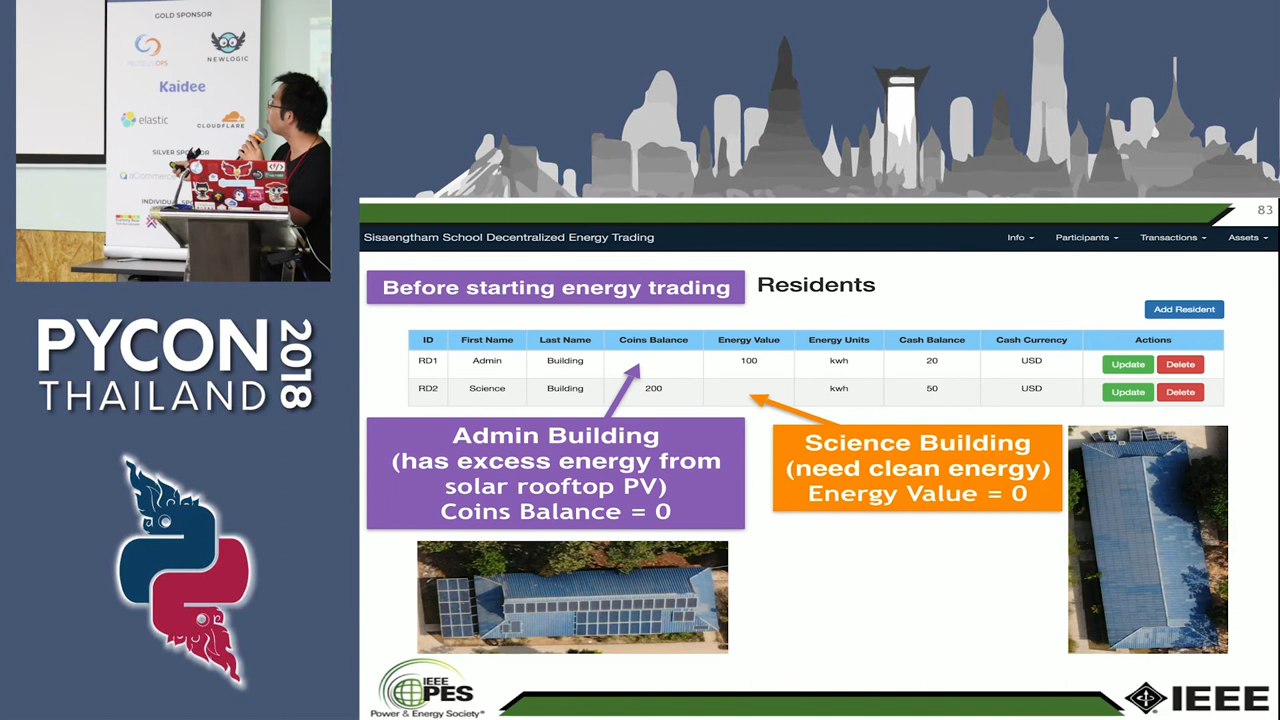 GOLD SPONSOR
NEWLOGIC
Kaidee
elastic
CLOUDFLARE
SILVER SPONSOR
aCommerce
83
Sisaengtham School Decentralized Energy Trading
Info
Participants
Transactions
Assets
Before starting energy trading
Residents
Add Resident
ID First Name Last Name Coins Balance Energy Value Energy Units Cash Balance Cash Currency Actions
RD1 Admin Building 100 kwh 20 USD Update Delete
RD2 Science Building 200 kwh 50 USD Update Delete
Admin Building
(has excess energy from
solar rooftop PV)
Coins Balance = 0
Science Building
(need clean energy)
Energy Value = 0
PYCON
THAILAND
2018
IEEE
PES
Power & Energy Society®
IEEE